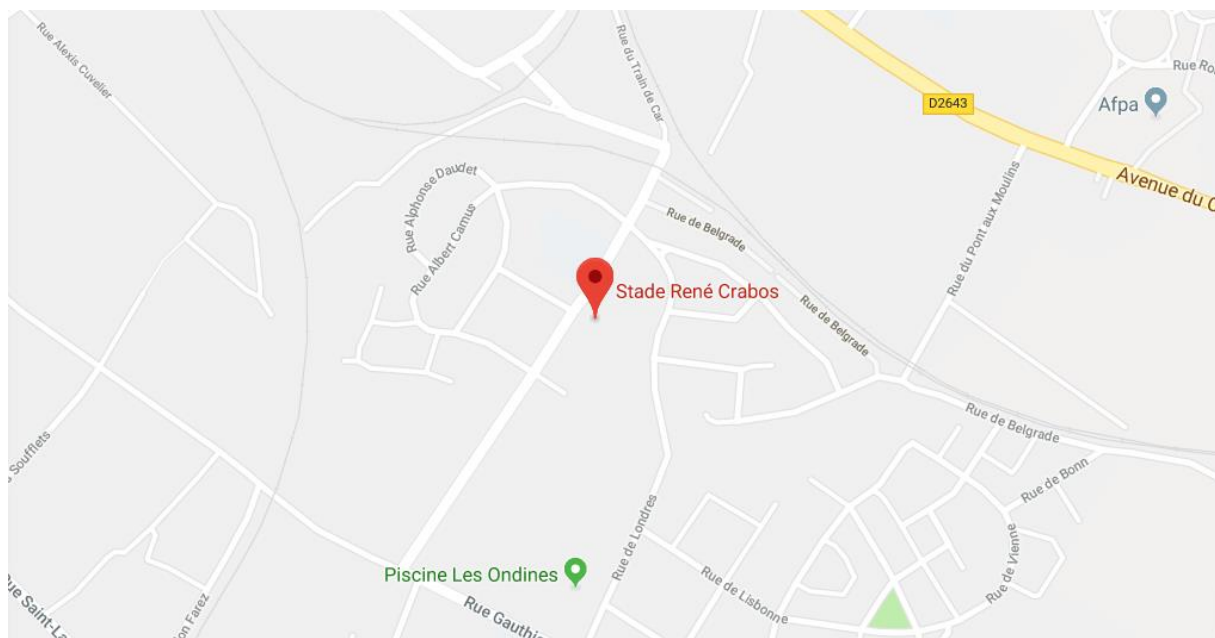 Rue Alexis Cuvelier
Rue du Train de Car
Rue Ro
D2643
Afpa
Avenue du C
Rue Alphonse Daudet
Rue Albert Camus
Rue de Belgrade
Rue du Pont aux Moulins
Stade René Crabos
Rue de Belgrade
Rue de Belgrade
s Soufflets
Rue de Bonn
Rue de Londres
Rue de Vienne
Piscine Les Ondines
Rue de Lisbonne
Rue Saint-La
ion Farez
Rue Gauthi